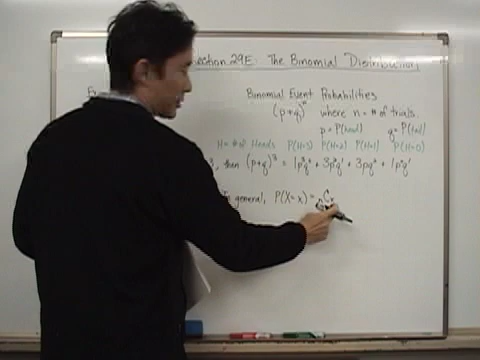 Section 29E: The Binomial Distribution
Binomial Event Probabilities
(p+q)ⁿ where n = # of trials.
p = P(head) q = P(tail)
H = # of Heads P(H=3) P(H=2) P(H=1) P(H=0)
then (p+q)³ = 1p³q⁰ + 3p²q¹ + 3pq² + 1p⁰q³
In general, P(X=x) = ₙCₓ